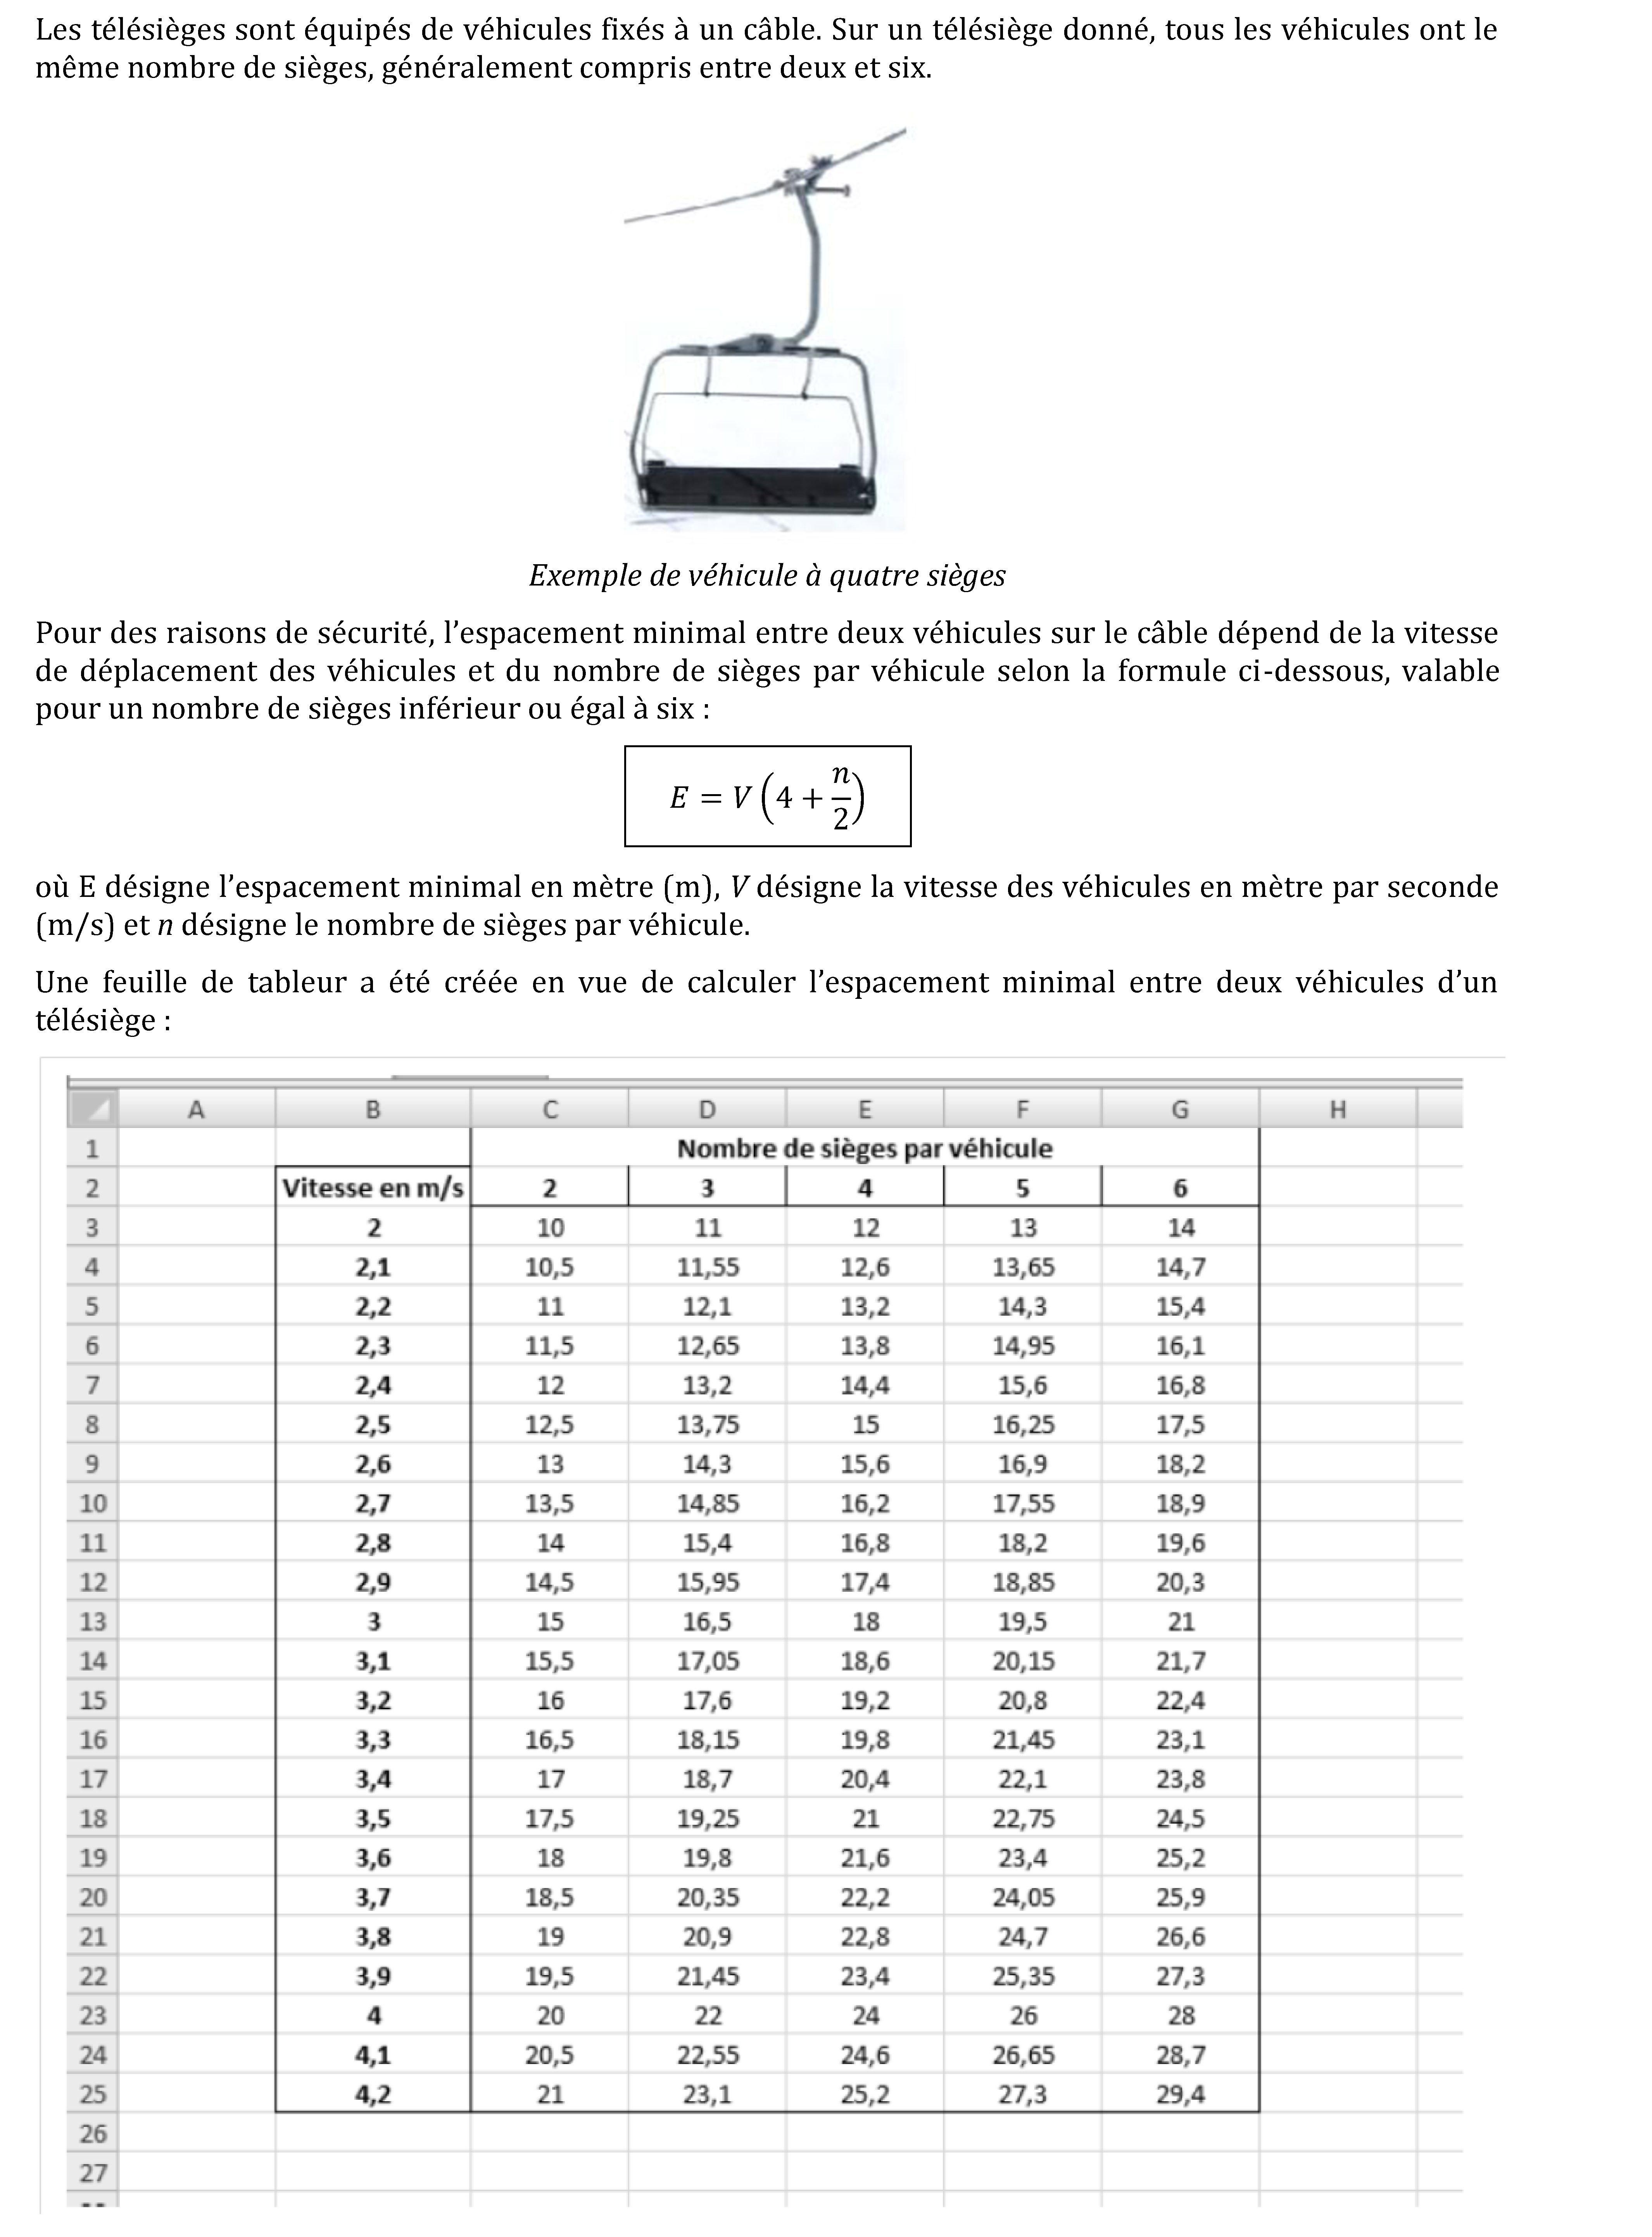 Les télésièges sont équipés de véhicules fixés à un câble. Sur un télésiège donné, tous les véhicules ont le
même nombre de sièges, généralement compris entre deux et six.
Exemple de véhicule à quatre sièges
Pour des raisons de sécurité, l’espacement minimal entre deux véhicules sur le câble dépend de la vitesse
de déplacement des véhicules et du nombre de sièges par véhicule selon la formule ci-dessous, valable
pour un nombre de sièges inférieur ou égal à six :
E = V (4 + n/2)
où E désigne l’espacement minimal en mètre (m), V désigne la vitesse des véhicules en mètre par seconde
(m/s) et n désigne le nombre de sièges par véhicule.
Une feuille de tableur a été créée en vue de calculer l’espacement minimal entre deux véhicules d’un
télésiège :
A B C D E F G H
1 Nombre de sièges par véhicule
2 Vitesse en m/s 2 3 4 5 6
3 2 10 11 12 13 14
4 2,1 10,5 11,55 12,6 13,65 14,7
5 2,2 11 12,1 13,2 14,3 15,4
6 2,3 11,5 12,65 13,8 14,95 16,1
7 2,4 12 13,2 14,4 15,6 16,8
8 2,5 12,5 13,75 15 16,25 17,5
9 2,6 13 14,3 15,6 16,9 18,2
10 2,7 13,5 14,85 16,2 17,55 18,9
11 2,8 14 15,4 16,8 18,2 19,6
12 2,9 14,5 15,95 17,4 18,85 20,3
13 3 15 16,5 18 19,5 21
14 3,1 15,5 17,05 18,6 20,15 21,7
15 3,2 16 17,6 19,2 20,8 22,4
16 3,3 16,5 18,15 19,8 21,45 23,1
17 3,4 17 18,7 20,4 22,1 23,8
18 3,5 17,5 19,25 21 22,75 24,5
19 3,6 18 19,8 21,6 23,4 25,2
20 3,7 18,5 20,35 22,2 24,05 25,9
21 3,8 19 20,9 22,8 24,7 26,6
22 3,9 19,5 21,45 23,4 25,35 27,3
23 4 20 22 24 26 28
24 4,1 20,5 22,55 24,6 26,65 28,7
25 4,2 21 23,1 25,2 27,3 29,4
26
27